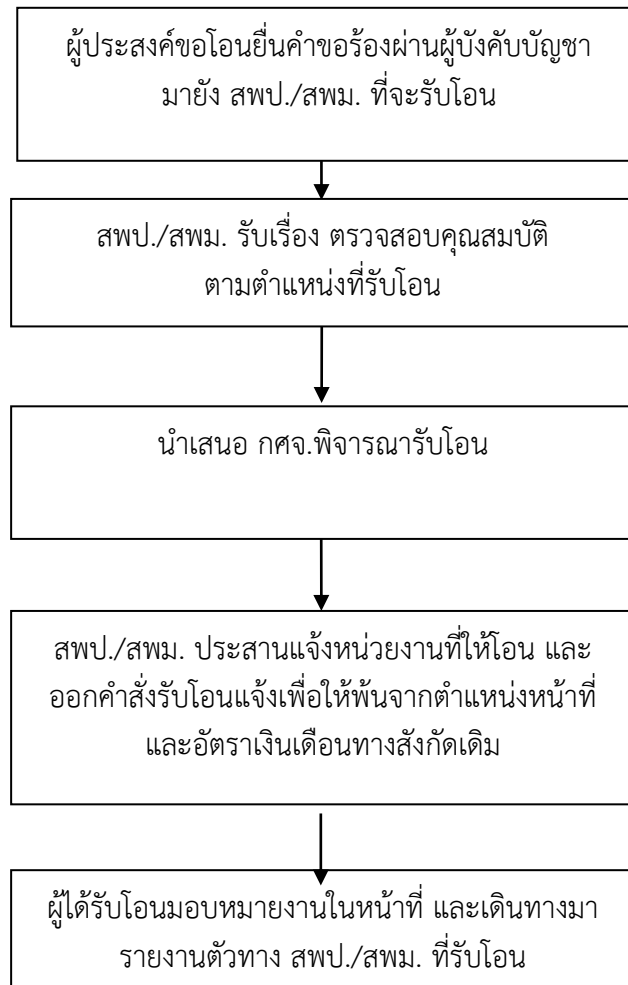 ผู้ประสงค์ขอโอนยื่นคำขอร้องผ่านผู้บังคับบัญชา
มายัง สพป./สพม. ที่จะรับโอน
สพป./สพม. รับเรื่อง ตรวจสอบคุณสมบัติ
ตามตำแหน่งที่รับโอน
นำเสนอ กศจ.พิจารณารับโอน
สพป./สพม. ประสานแจ้งหน่วยงานที่ให้โอน และ
ออกคำสั่งรับโอนแจ้งเพื่อให้พ้นจากตำแหน่งหน้าที่
และอัตราเงินเดือนทางสังกัดเดิม
ผู้ได้รับโอนมอบหมายงานในหน้าที่ และเดินทางมา
รายงานตัวทาง สพป./สพม. ที่รับโอน